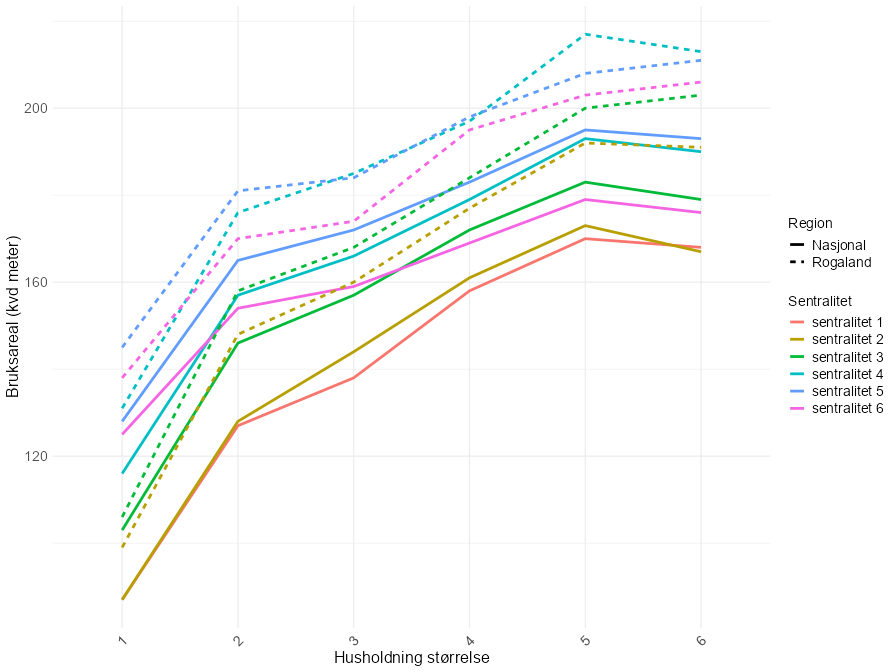 200
160
120
Bruksareal (kvd meter)
1
2
3
4
5
6
Husholdning størrelse
Region
Nasjonal
Rogaland
Sentralitet
sentralitet 1
sentralitet 2
sentralitet 3
sentralitet 4
sentralitet 5
sentralitet 6